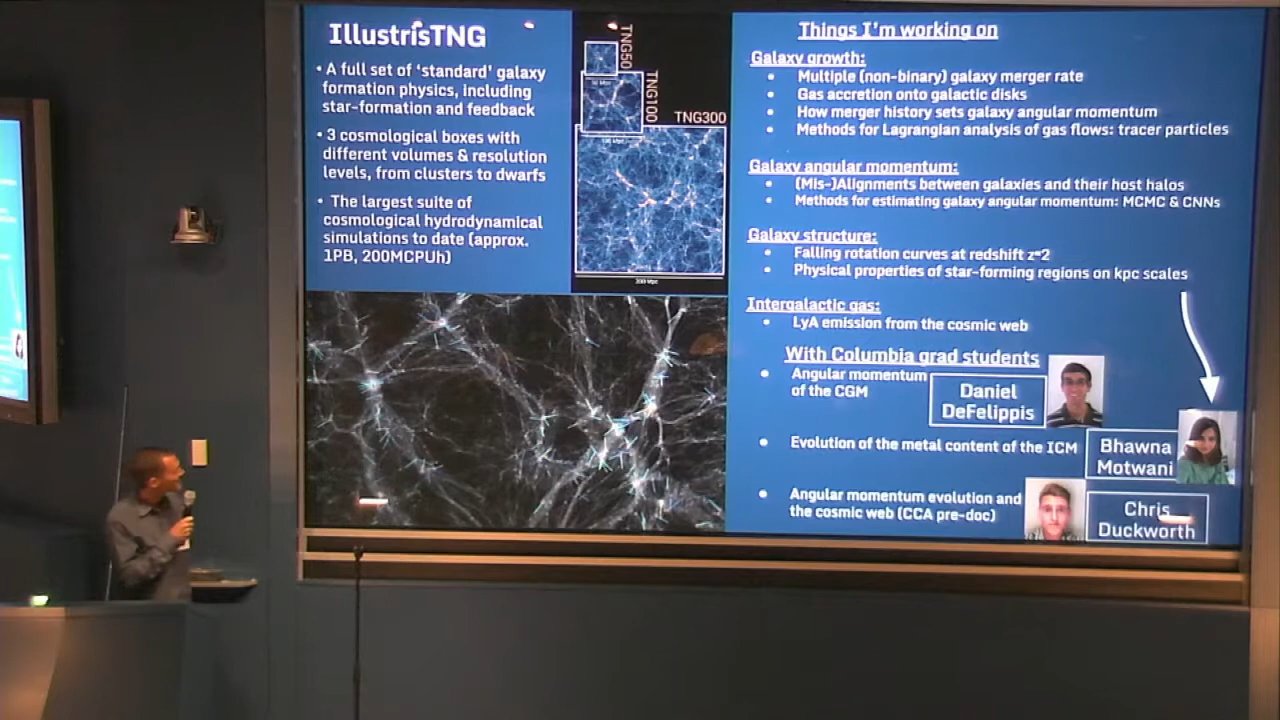 IllustrisTNG
• A full set of ‘standard’ galaxy
formation physics, including
star-formation and feedback
• 3 cosmological boxes with
different volumes & resolution
levels, from clusters to dwarfs
• The largest suite of
cosmological hydrodynamical
simulations to date (approx.
1PB, 200MCPUh)
TNG50
TNG100
TNG300
Things I'm working on
Galaxy growth:
• Multiple (non-binary) galaxy merger rate
• Gas accretion onto galactic disks
• How merger history sets galaxy angular momentum
• Methods for Lagrangian analysis of gas flows: tracer particles
Galaxy angular momentum:
• (Mis-)Alignments between galaxies and their host halos
• Methods for estimating galaxy angular momentum: MCMC & CNNs
Galaxy structure:
• Falling rotation curves at redshift z~2
• Physical properties of star-forming regions on kpc scales
Intergalactic gas:
• LyA emission from the cosmic web
With Columbia grad students
• Angular momentum
of the CGM
Daniel
DeFelippis
• Evolution of the metal content of the ICM
Bhawna
Motwani
• Angular momentum evolution and
the cosmic web (CCA pre-doc)
Chris
Duckworth